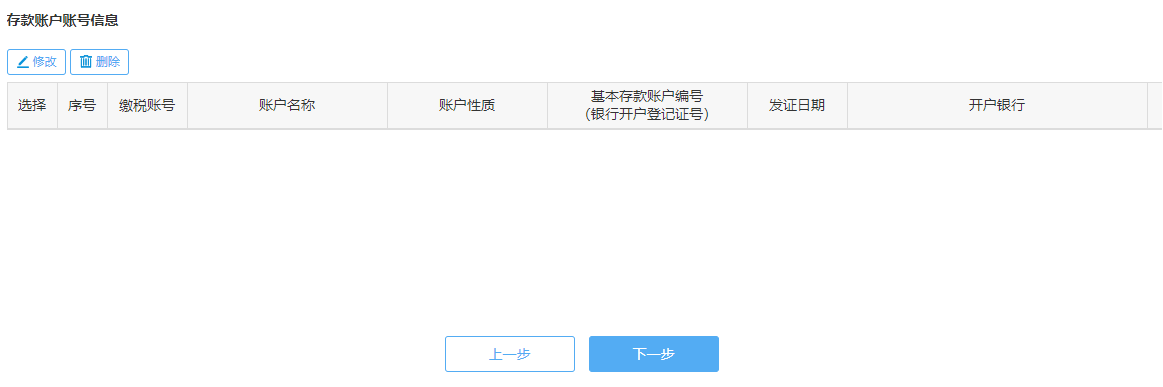 存款账户账号信息
修改 删除
选择 序号 缴税账号 账户名称 账户性质 基本存款账户编号 发证日期 开户银行
（银行开户登记证号）
上一步 下一步